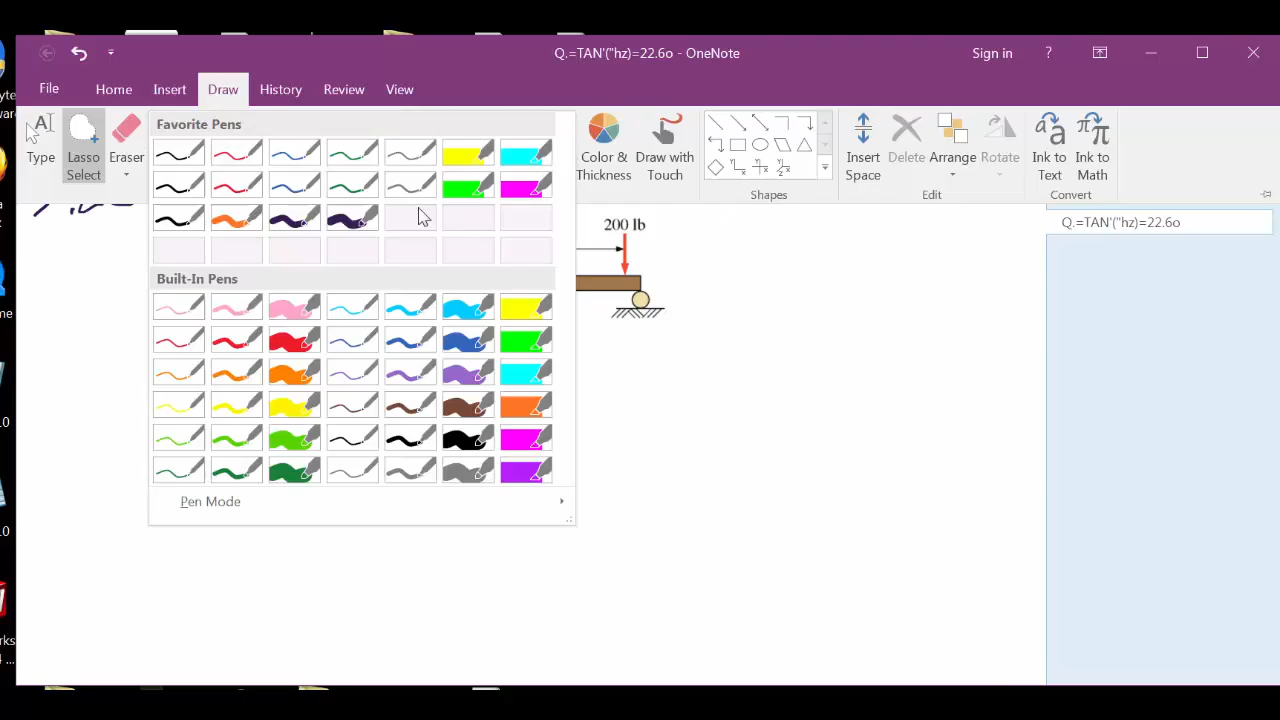 Q.=TAN'("hz)=22.6o - OneNote
Sign in
?
File
Home
Insert
Draw
History
Review
View
Type
Lasso
Select
Eraser
Favorite Pens
Built-In Pens
Pen Mode
Color &
Thickness
Draw with
Touch
Shapes
Insert
Space
Delete
Arrange
Rotate
Edit
Ink to
Text
Ink to
Math
Convert
200 lb
Q.=TAN'("hz)=22.6o